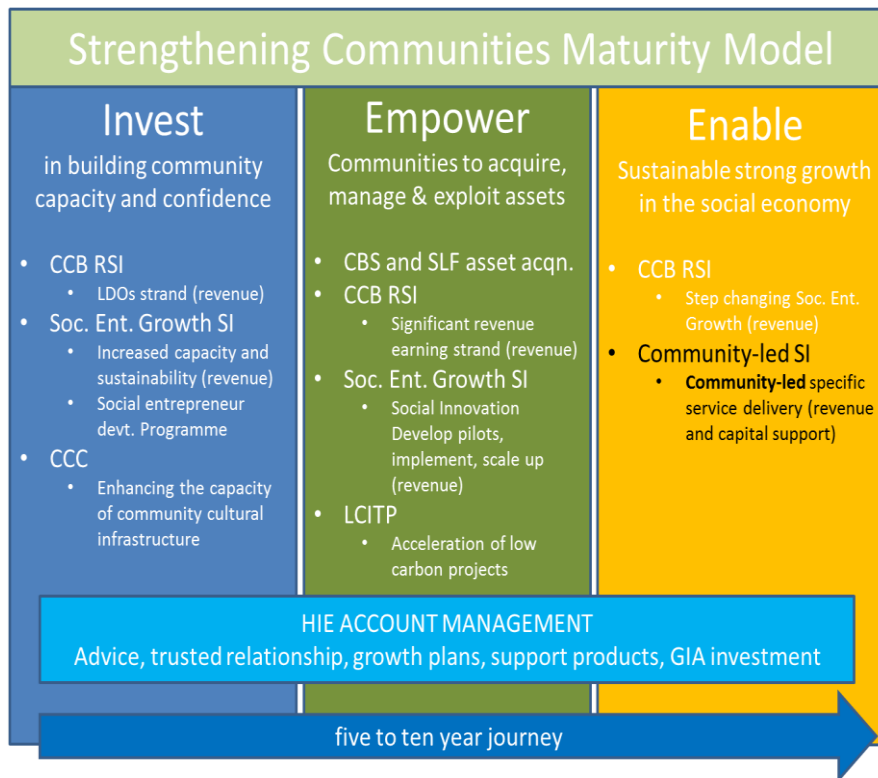 Strengthening Communities Maturity Model
Invest
in building community
capacity and confidence
• CCB RSI
• LDOs strand (revenue)
• Soc. Ent. Growth SI
• Increased capacity and
sustainability (revenue)
• Social entrepreneur
devt. Programme
• CCC
• Enhancing the capacity
of community cultural
infrastructure
Empower
Communities to acquire,
manage & exploit assets
• CBS and SLF asset acqn.
• CCB RSI
• Significant revenue
earning strand (revenue)
• Soc. Ent. Growth SI
• Social Innovation
Develop pilots,
implement, scale up
(revenue)
• LCITP
• Acceleration of low
carbon projects
Enable
Sustainable strong growth
in the social economy
• CCB RSI
• Step changing Soc. Ent.
Growth (revenue)
• Community-led SI
• Community-led specific
service delivery (revenue
and capital support)
HIE ACCOUNT MANAGEMENT
Advice, trusted relationship, growth plans, support products, GIA investment
five to ten year journey